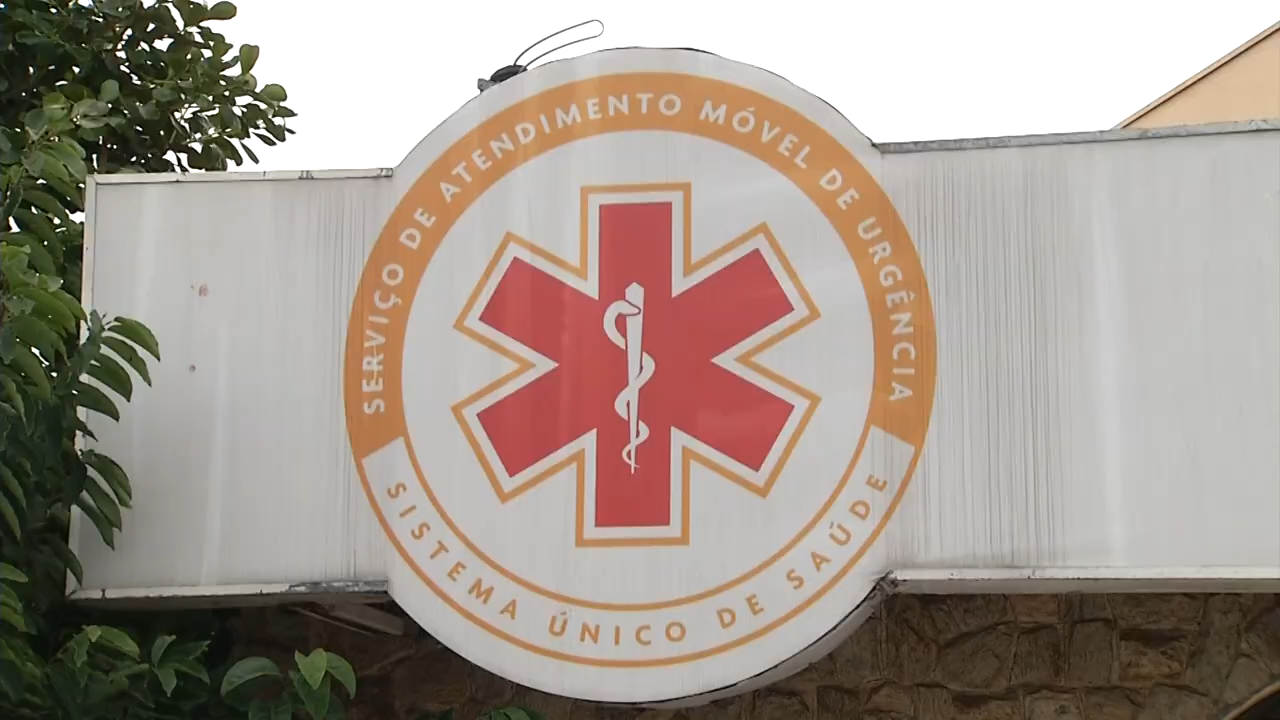 SERVIÇO DE ATENDIMENTO MÓVEL DE URGÊNCIA
SISTEMA ÚNICO DE SAÚDE